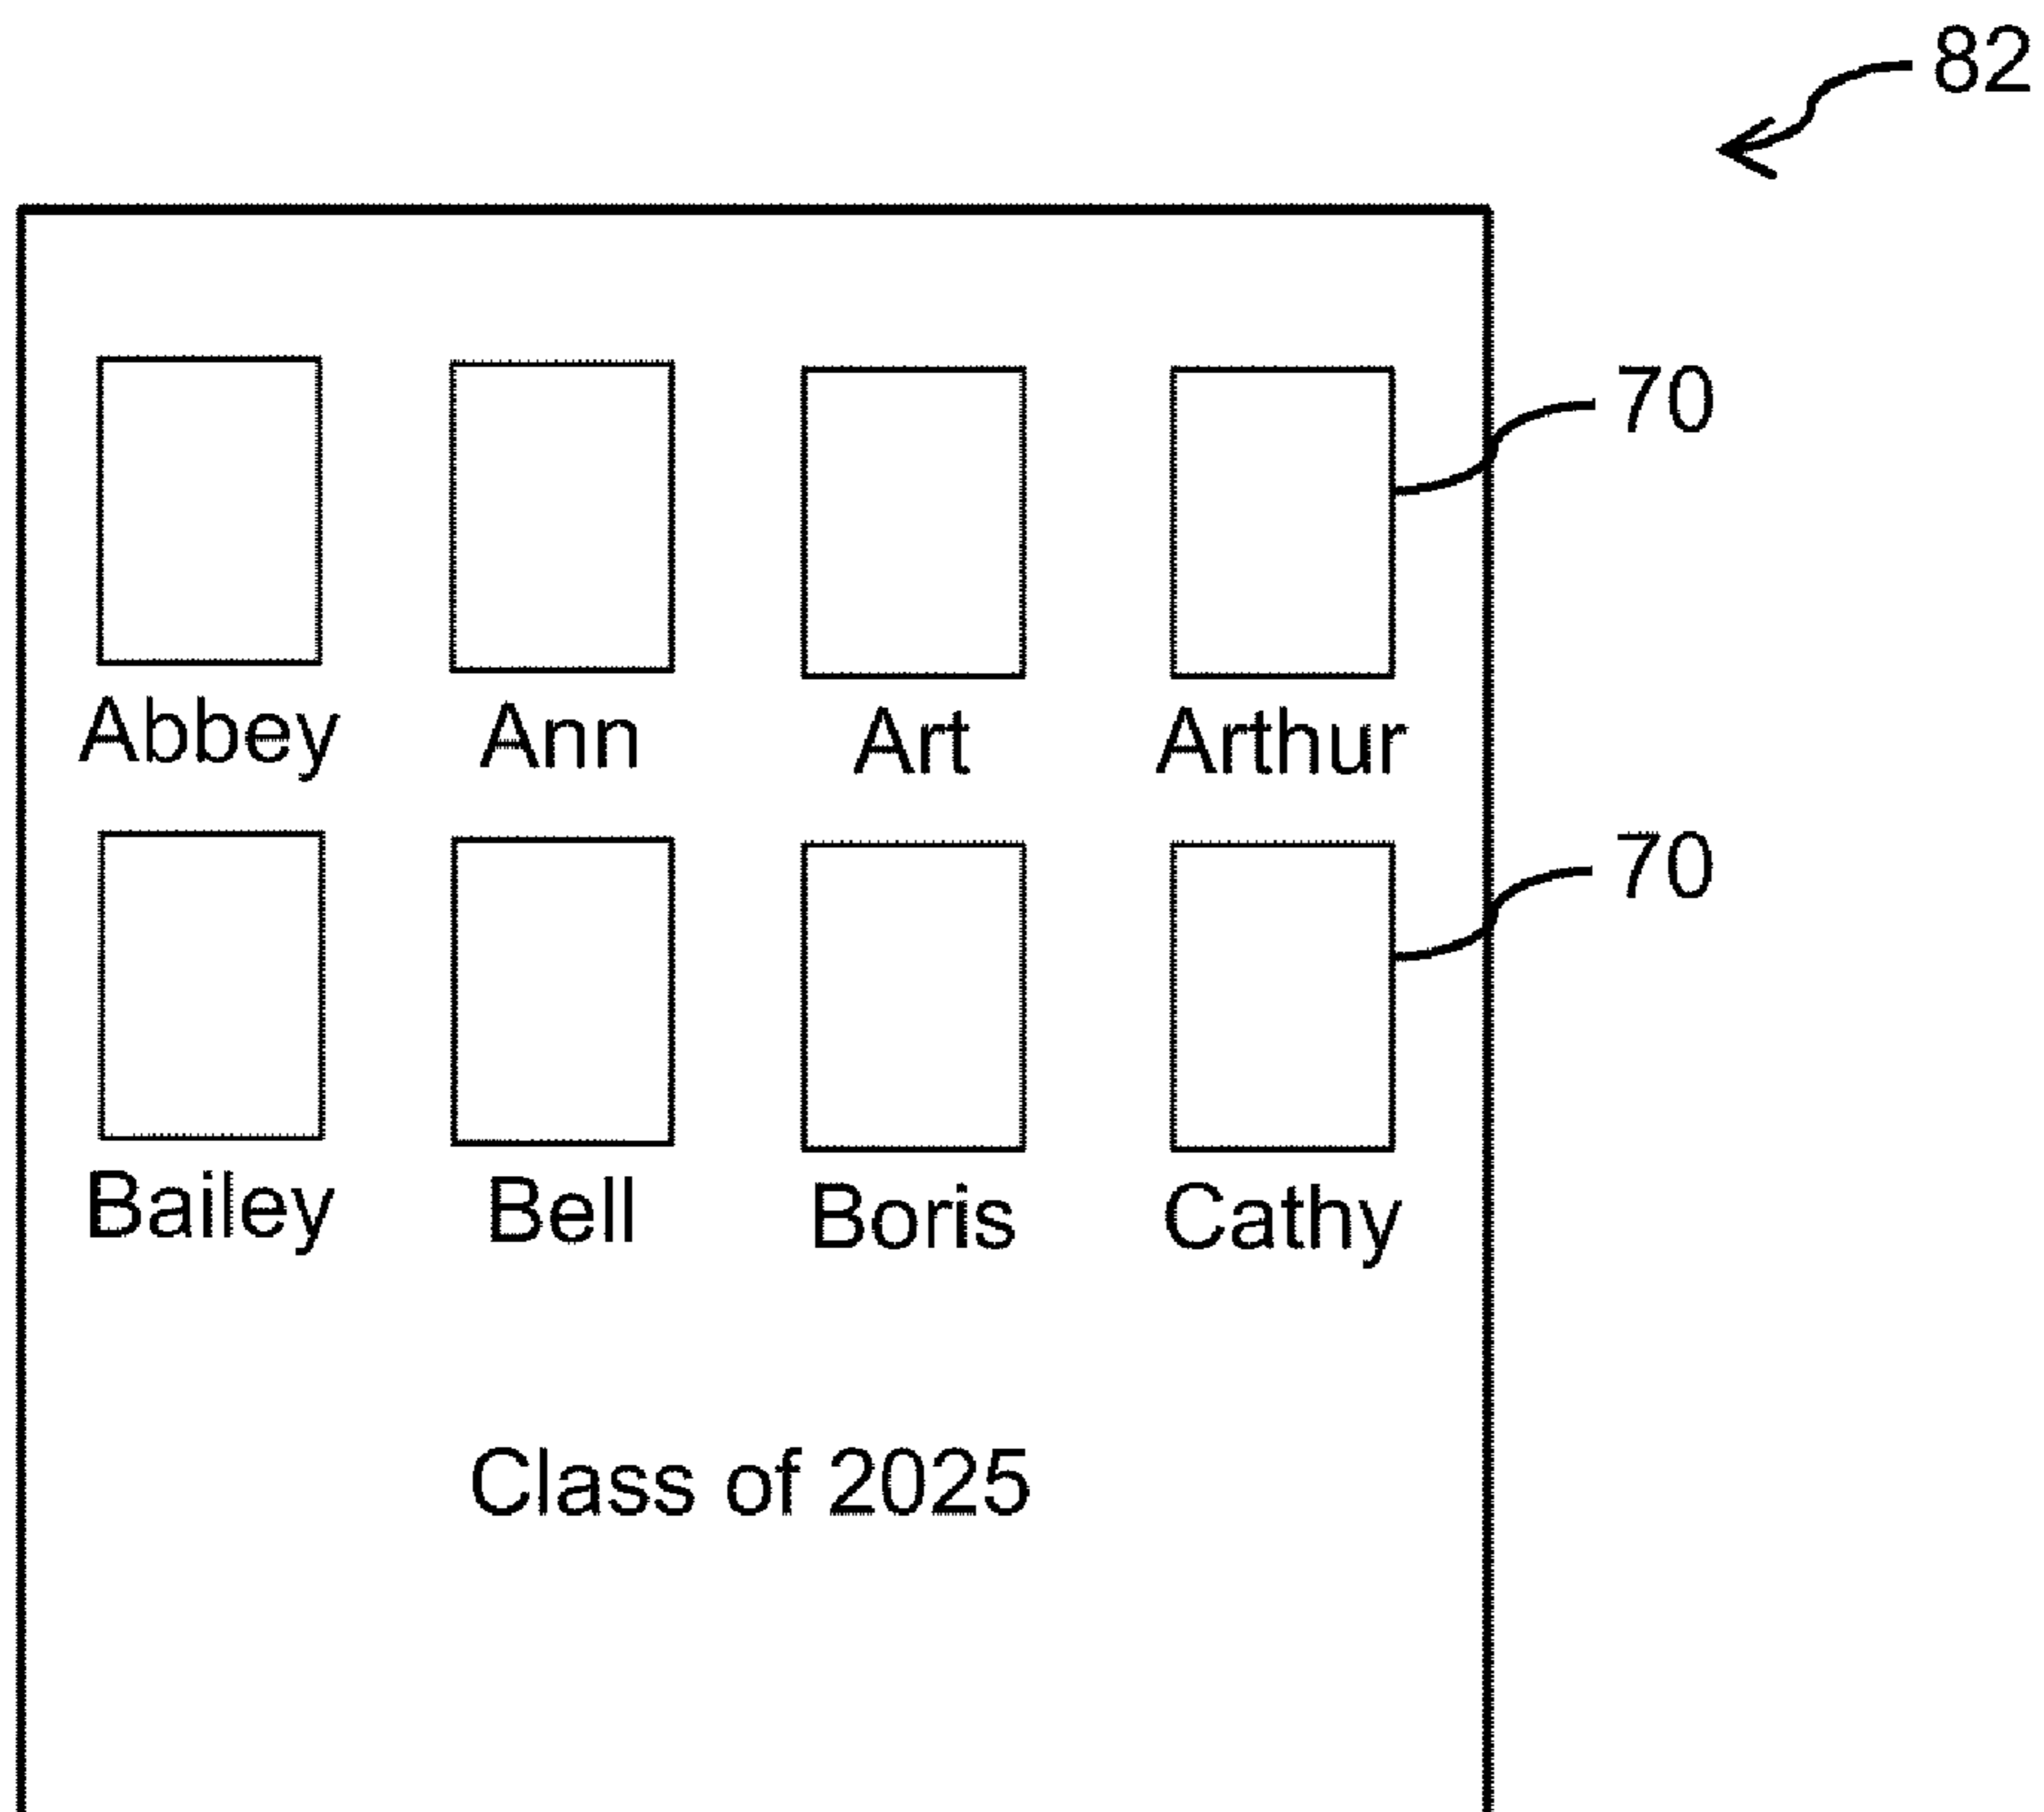 82
70
Abbey Ann Art Arthur
70
Bailey Bell Boris Cathy
Class of 2025